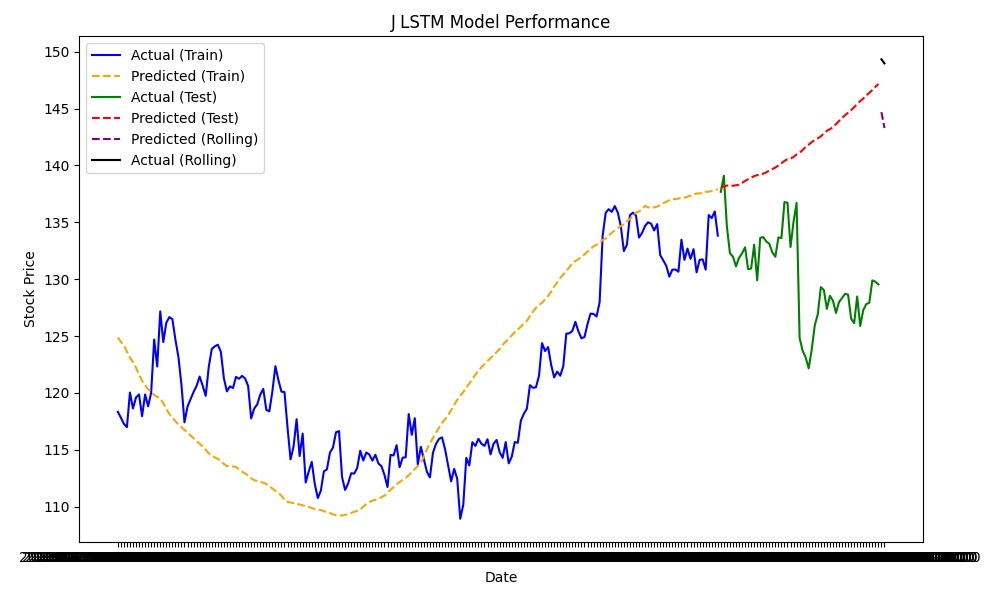 J LSTM Model Performance
150
145
140
135
130
125
120
115
110
Stock Price
Actual (Train)
Predicted (Train)
Actual (Test)
Predicted (Test)
Predicted (Rolling)
Actual (Rolling)
Date